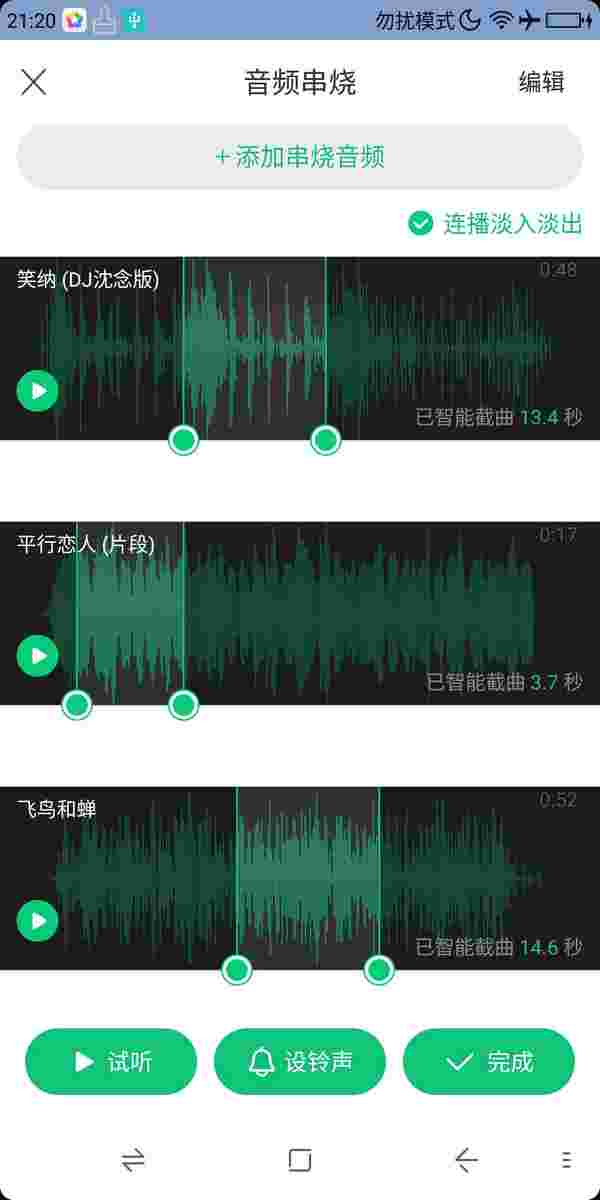 21:20 勿扰模式
音频串烧 编辑
+添加串烧音频
连播淡入淡出
笑纳 (DJ沈念版) 0:48
已智能截曲 13.4 秒
平行恋人 (片段) 0:17
已智能截曲 3.7 秒
飞鸟和蝉 0:52
已智能截曲 14.6 秒
试听 设铃声 完成